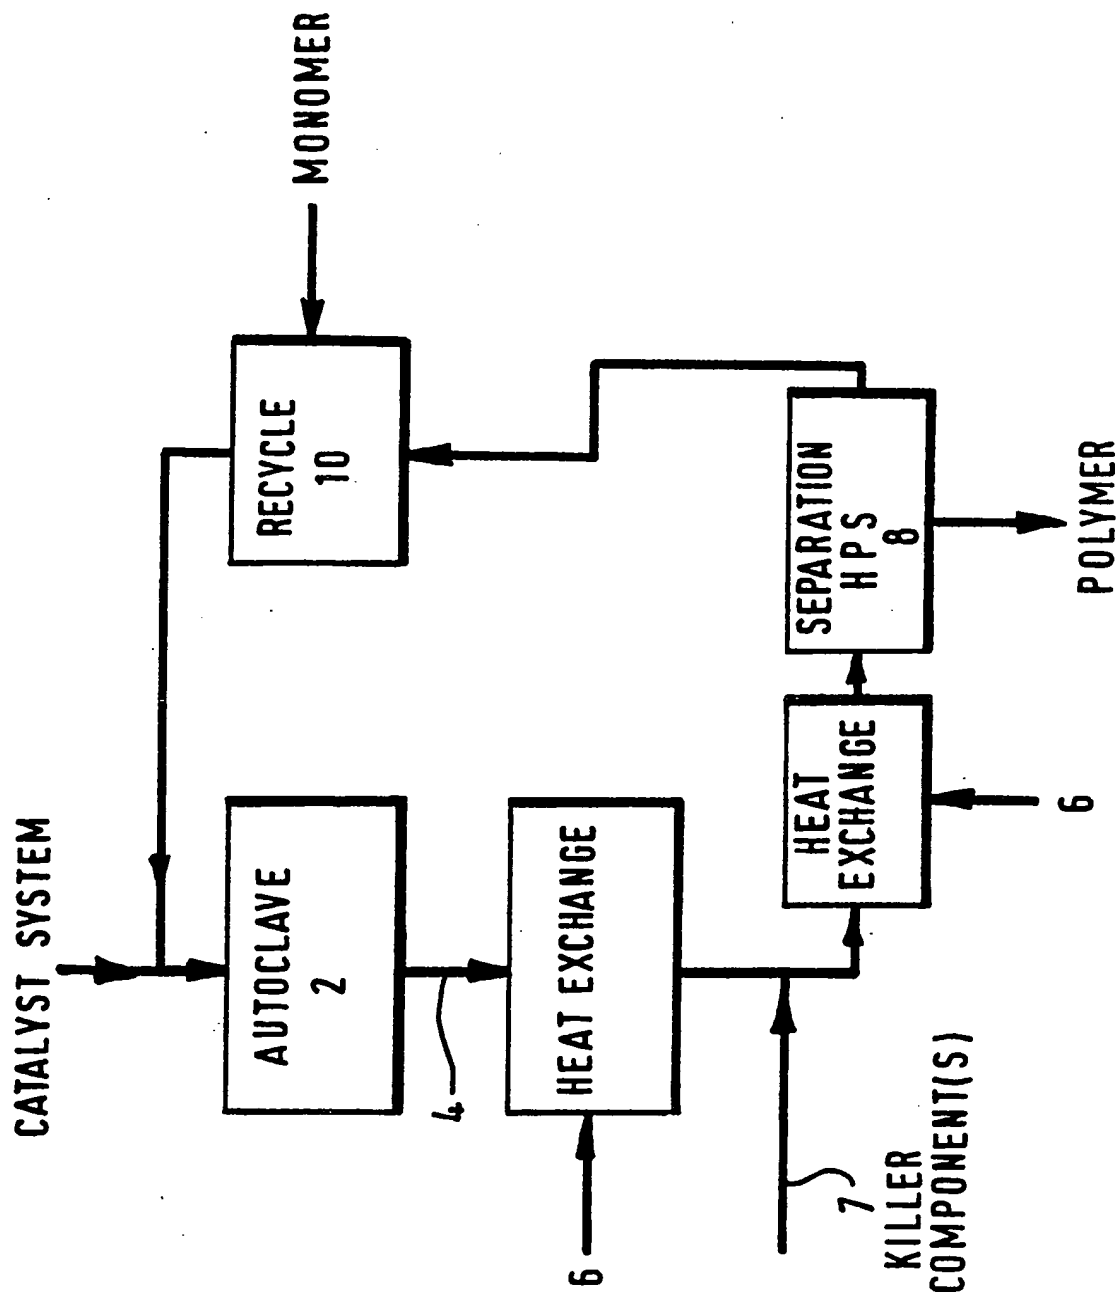 CATALYST SYSTEM
MONOMER
AUTOCLAVE
2
RECYCLE
10
4
6
HEAT EXCHANGE
7
KILLER
COMPONENT(S)
HEAT
EXCHANGE
6
SEPARATION
HPS
8
POLYMER